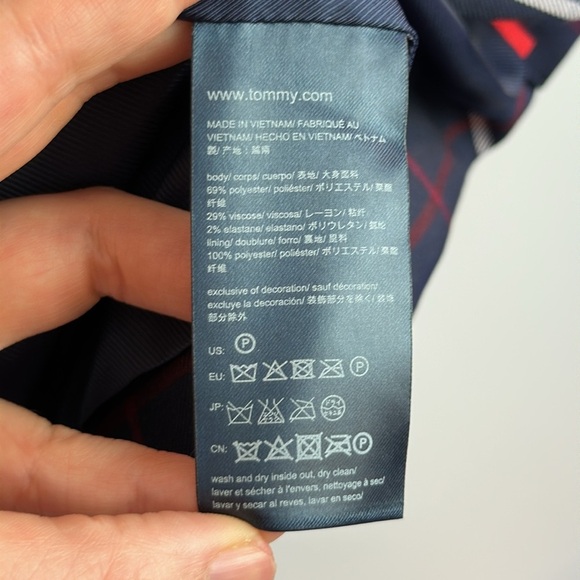 www.tommy.com
MADE IN VIETNAM/ FABRIQUÉ AU
VIETNAM/ HECHO EN VIETNAM/ ベトナム
製/ 产地：越南
body/ corps/ cuerpo/ 表地/ 大身面料
69% polyester/ poliéster/ ポリエステル/ 聚酯
纤维
29% viscose/ viscosa/ レーヨン/ 粘纤
2% elastane/ elastano/ ポリウレタン/ 氨纶
lining/ doublure/ forro/ 裏地/ 里料
100% polyester/ poliéster/ ポリエステル/ 聚酯
纤维
exclusive of decoration/ sauf décoration/
excluye la decoración/ 装飾部分を除く/ 装饰
部分除外
US: P
EU: P
JP: ドライ
CN: P
wash and dry inside out, dry clean/
laver et sécher à l'envers, nettoyage à sec/
lavar y secar al reves, lavar en seco/